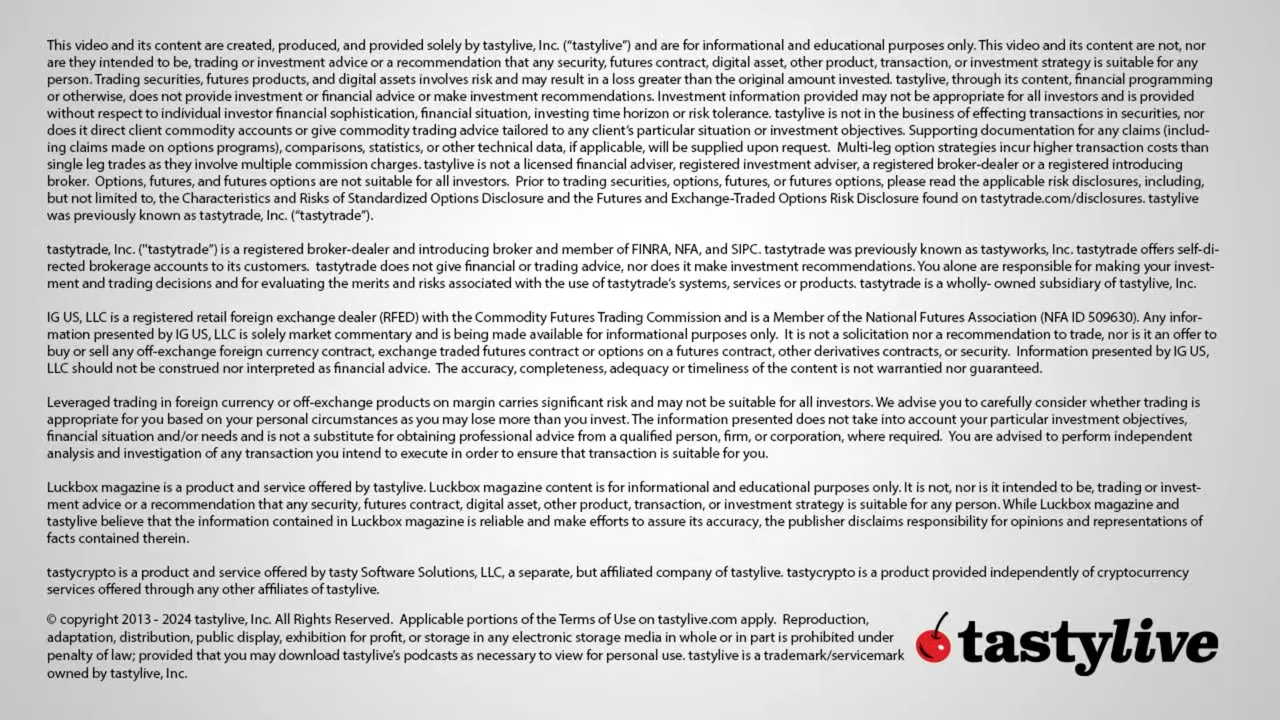 This video and its content are created, produced, and provided solely by tastylive, Inc. (“tastylive”) and are for informational and educational purposes only. This video and its content are not, nor
are they intended to be, trading or investment advice or a recommendation that any security, futures contract, digital asset, other product, transaction, or investment strategy is suitable for any
person. Trading securities, futures products, and digital assets involves risk and may result in a loss greater than the original amount invested. tastylive, through its content, financial programming
or otherwise, does not provide investment or financial advice or make investment recommendations. Investment information provided may not be appropriate for all investors and is provided
without respect to individual investor financial sophistication, financial situation, investing time horizon or risk tolerance. tastylive is not in the business of effecting transactions in securities, nor
does it direct client commodity accounts or give commodity trading advice tailored to any client’s particular situation or investment objectives. Supporting documentation for any claims (includ-
ing claims made on options programs), comparisons, statistics, or other technical data, if applicable, will be supplied upon request.  Multi-leg option strategies incur higher transaction costs than
single leg trades as they involve multiple commission charges. tastylive is not a licensed financial adviser, registered investment adviser, a registered broker-dealer or a registered introducing
broker.  Options, futures, and futures options are not suitable for all investors.  Prior to trading securities, options, futures, or futures options, please read the applicable risk disclosures, including,
but not limited to, the Characteristics and Risks of Standardized Options Disclosure and the Futures and Exchange-Traded Options Risk Disclosure found on tastytrade.com/disclosures. tastylive
was previously known as tastytrade, Inc. (“tastytrade”).
tastytrade, Inc. ("tastytrade”) is a registered broker-dealer and introducing broker and member of FINRA, NFA, and SIPC. tastytrade was previously known as tastyworks, Inc. tastytrade offers self-di-
rected brokerage accounts to its customers.  tastytrade does not give financial or trading advice, nor does it make investment recommendations. You alone are responsible for making your invest-
ment and trading decisions and for evaluating the merits and risks associated with the use of tastytrade’s systems, services or products. tastytrade is a wholly- owned subsidiary of tastylive, Inc.
IG US, LLC is a registered retail foreign exchange dealer (RFED) with the Commodity Futures Trading Commission and is a Member of the National Futures Association (NFA ID 509630). Any infor-
mation presented by IG US, LLC is solely market commentary and is being made available for informational purposes only.  It is not a solicitation nor a recommendation to trade, nor is it an offer to
buy or sell any off-exchange foreign currency contract, exchange traded futures contract or options on a futures contract, other derivatives contracts, or security.  Information presented by IG US,
LLC should not be construed nor interpreted as financial advice.  The accuracy, completeness, adequacy or timeliness of the content is not warrantied nor guaranteed.
Leveraged trading in foreign currency or off-exchange products on margin carries significant risk and may not be suitable for all investors. We advise you to carefully consider whether trading is
appropriate for you based on your personal circumstances as you may lose more than you invest. The information presented does not take into account your particular investment objectives,
financial situation and/or needs and is not a substitute for obtaining professional advice from a qualified person, firm, or corporation, where required.  You are advised to perform independent
analysis and investigation of any transaction you intend to execute in order to ensure that transaction is suitable for you.
Luckbox magazine is a product and service offered by tastylive. Luckbox magazine content is for informational and educational purposes only. It is not, nor is it intended to be, trading or invest-
ment advice or a recommendation that any security, futures contract, digital asset, other product, transaction, or investment strategy is suitable for any person. While Luckbox magazine and
tastylive believe that the information contained in Luckbox magazine is reliable and make efforts to assure its accuracy, the publisher disclaims responsibility for opinions and representations of
facts contained therein.
tastycrypto is a product and service offered by tasty Software Solutions, LLC, a separate, but affiliated company of tastylive. tastycrypto is a product provided independently of cryptocurrency
services offered through any other affiliates of tastylive.
© copyright 2013 - 2024 tastylive, Inc. All Rights Reserved.  Applicable portions of the Terms of Use on tastylive.com apply.  Reproduction,
adaptation, distribution, public display, exhibition for profit, or storage in any electronic storage media in whole or in part is prohibited under
penalty of law; provided that you may download tastylive’s podcasts as necessary to view for personal use. tastylive is a trademark/servicemark
owned by tastylive, Inc.
tastylive